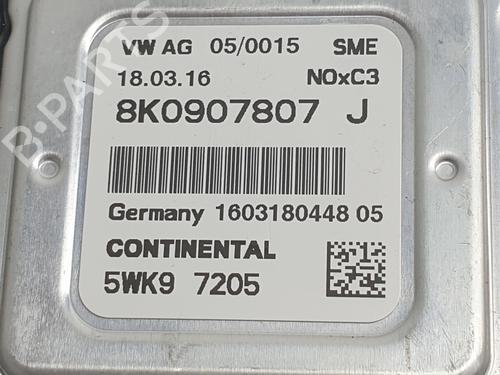 VW AG 05/0015 SME
18.03.16 NOxC3
8K0907807 J
Germany 1603180448 05
CONTINENTAL
5WK9 7205
B-PARTS